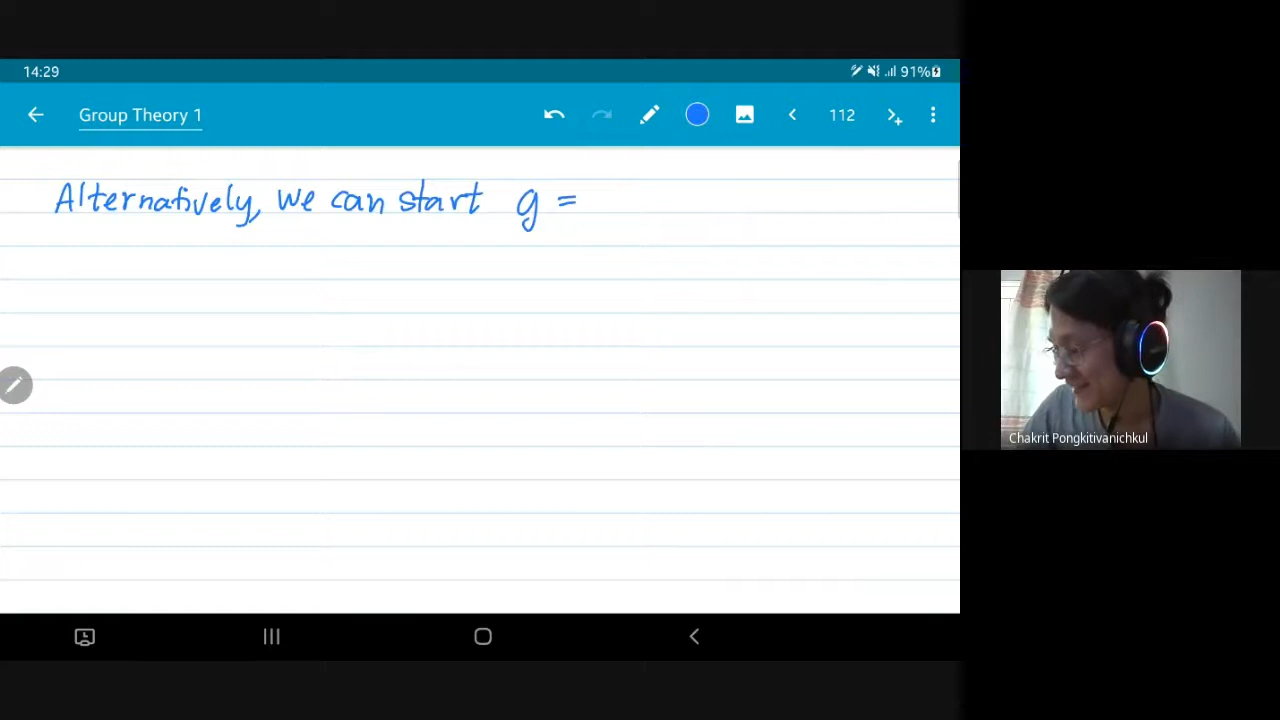 14:29
91%
Group Theory 1
112
Alternatively, we can start g =
Chakrit Pongkitivanichkul